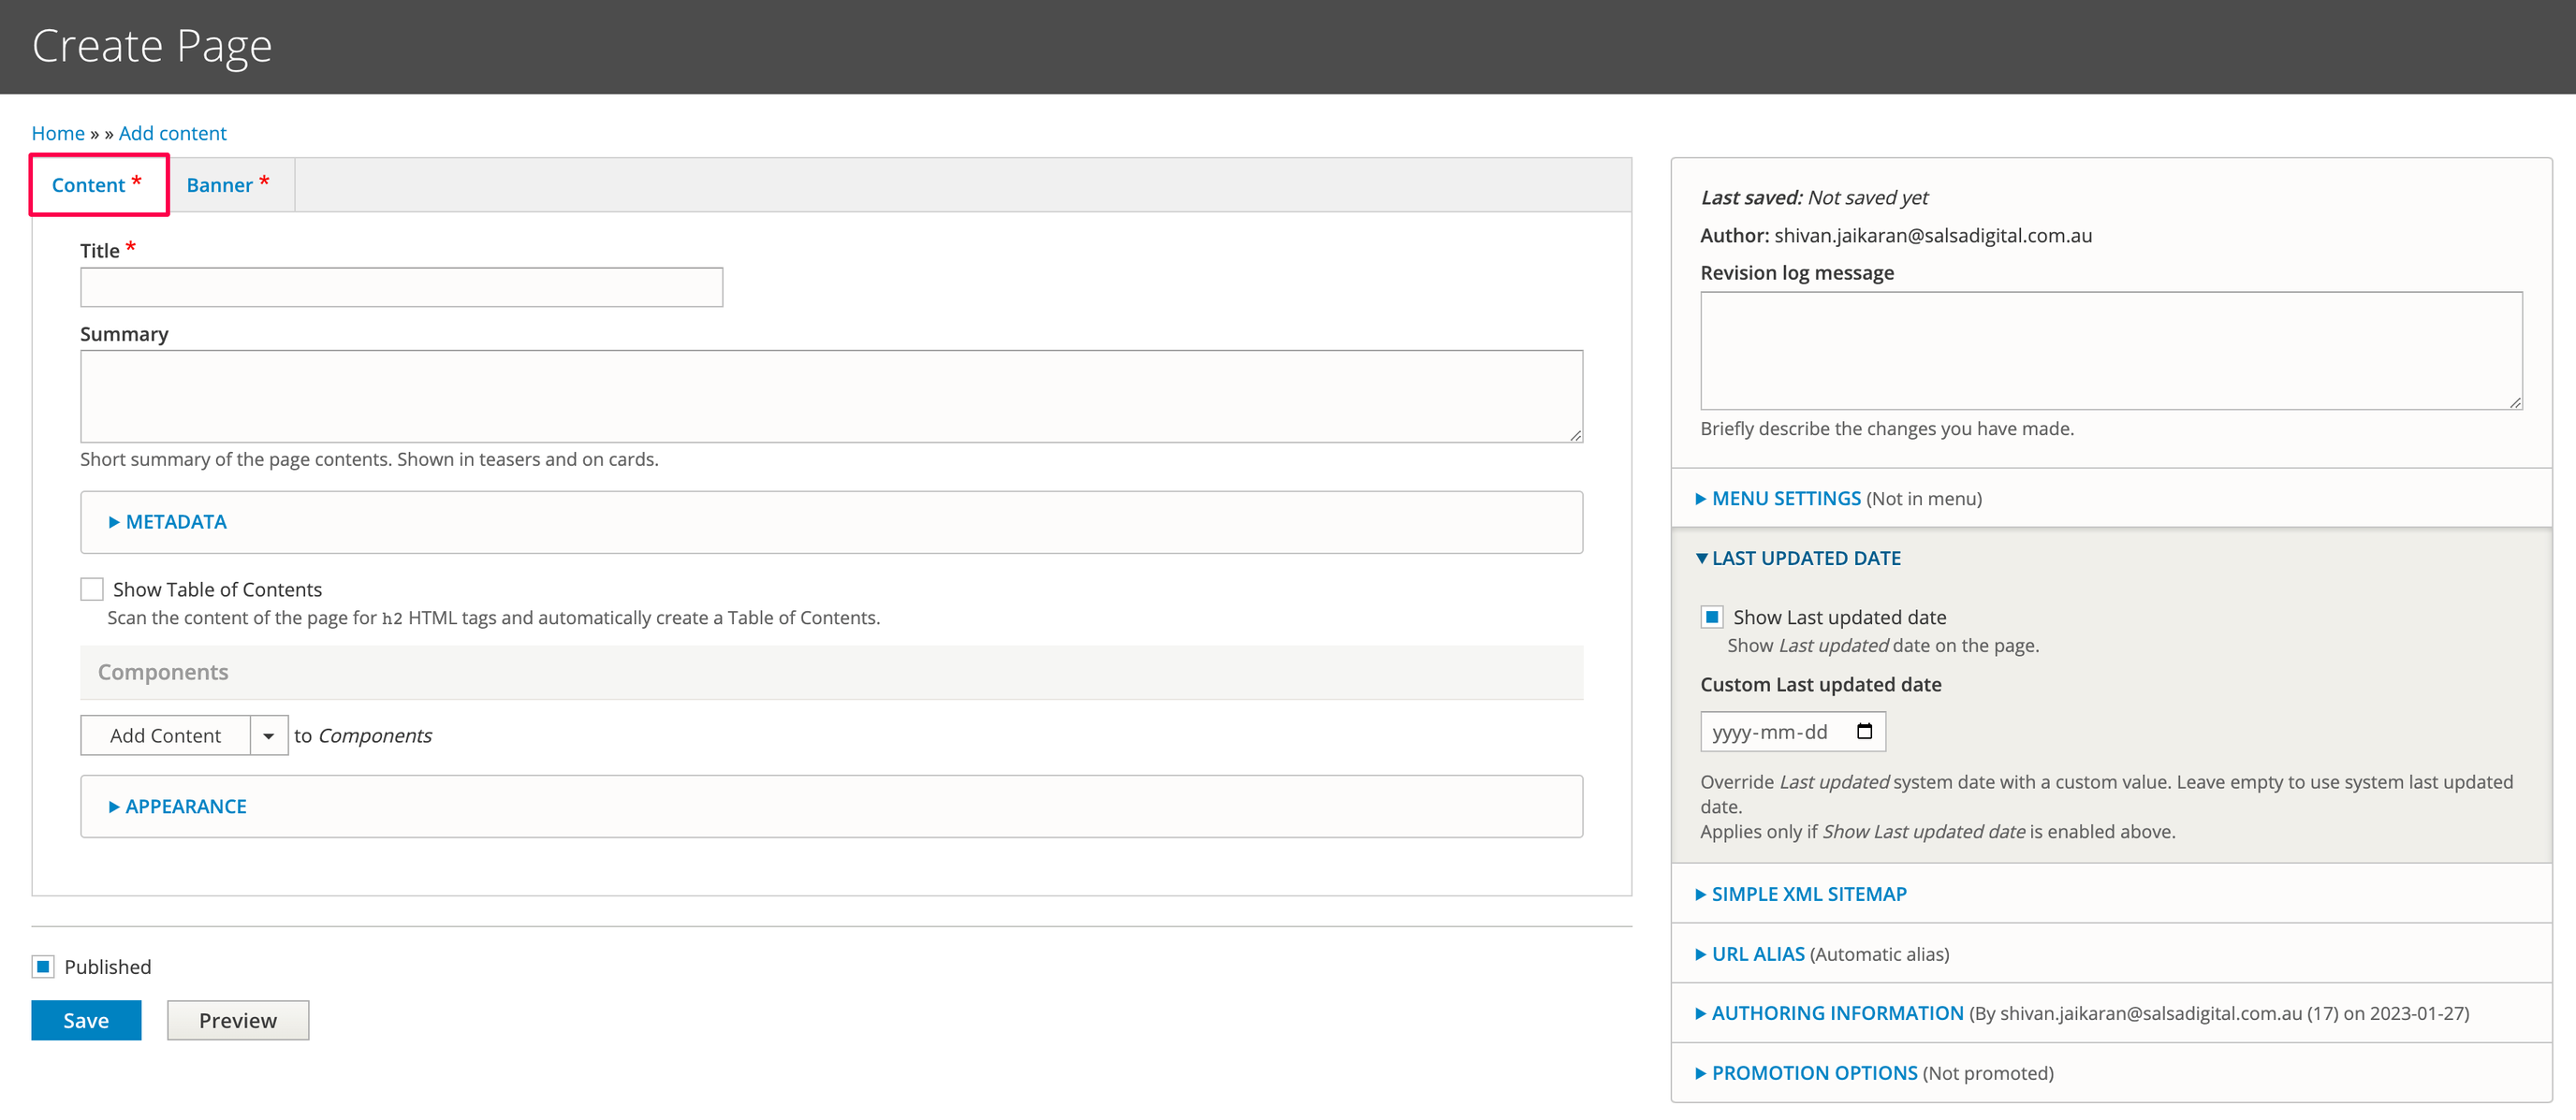 Create Page
Home » » Add content
Content *
Banner *
Title *
Summary
Short summary of the page contents. Shown in teasers and on cards.
METADATA
Show Table of Contents
Scan the content of the page for h2 HTML tags and automatically create a Table of Contents.
Components
Add Content to Components
APPEARANCE
Published
Save
Preview
Last saved: Not saved yet
Author: shivan.jaikaran@salsadigital.com.au
Revision log message
Briefly describe the changes you have made.
MENU SETTINGS (Not in menu)
LAST UPDATED DATE
Show Last updated date
Show Last updated date on the page.
Custom Last updated date
yyyy-mm-dd
Override Last updated system date with a custom value. Leave empty to use system last updated
date.
Applies only if Show Last updated date is enabled above.
SIMPLE XML SITEMAP
URL ALIAS (Automatic alias)
AUTHORING INFORMATION (By shivan.jaikaran@salsadigital.com.au (17) on 2023-01-27)
PROMOTION OPTIONS (Not promoted)